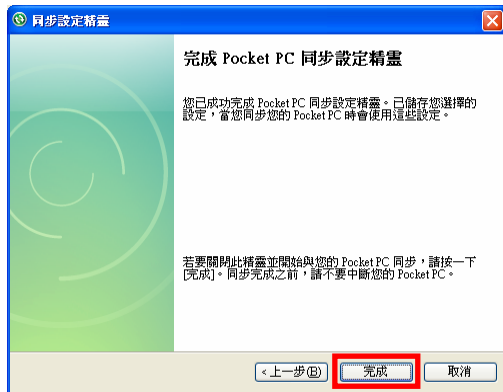 同步設定精靈
完成 Pocket PC 同步設定精靈
您已成功完成 Pocket PC 同步設定精靈。已儲存您選擇的
設定，當您同步您的 Pocket PC 時會使用這些設定。
若要關閉此精靈並開始與您的 Pocket PC 同步，請按一下
[完成]。同步完成之前，請不要中斷您的 Pocket PC。
<上一步(B) 完成 取消